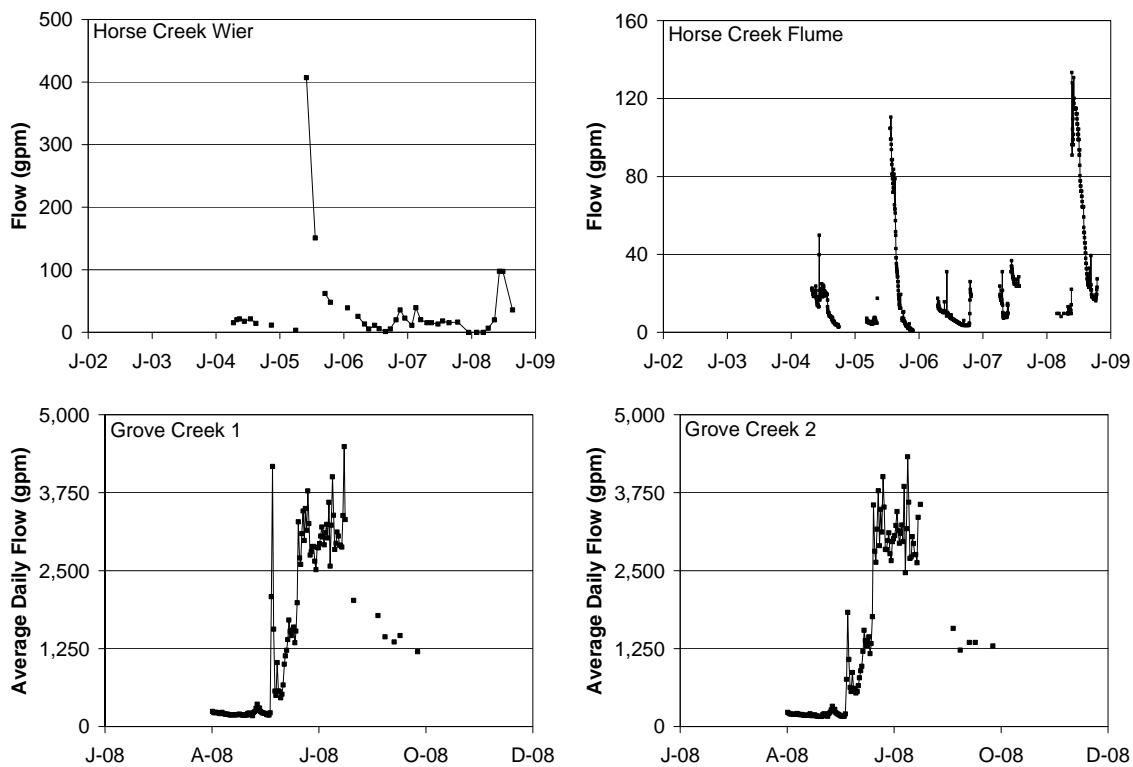 Horse Creek Wier
Flow (gpm)
500
400
300
200
100
0
J-02 J-03 J-04 J-05 J-06 J-07 J-08 J-09
Horse Creek Flume
Flow (gpm)
160
120
80
40
0
J-02 J-03 J-04 J-05 J-06 J-07 J-08 J-09
Grove Creek 1
Average Daily Flow (gpm)
5,000
3,750
2,500
1,250
0
J-08 A-08 J-08 O-08 D-08
Grove Creek 2
Average Daily Flow (gpm)
5,000
3,750
2,500
1,250
0
J-08 A-08 J-08 O-08 D-08